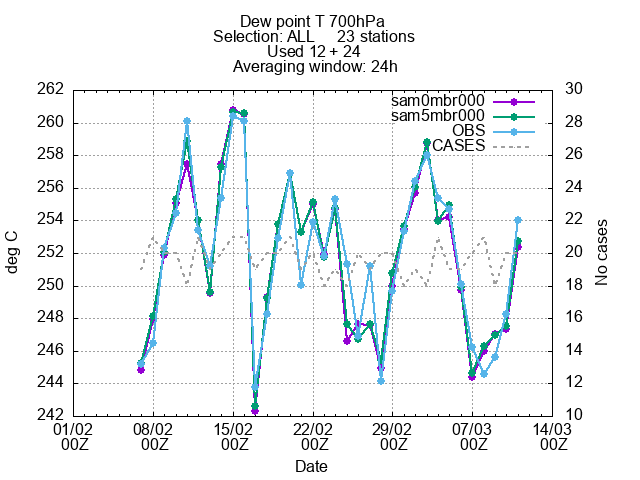 Dew point T 700hPa
Selection: ALL 23 stations
Used 12 + 24
Averaging window: 24h
262 30
260 28
258 26
256 24
254 22
252 20
250 18
248 16
246 14
244 12
242 10
sam0mbr000
sam5mbr000
OBS
CASES
deg C
No cases
01/02 08/02 15/02 22/02 29/02 07/03 14/03
00Z 00Z 00Z 00Z 00Z 00Z 00Z
Date